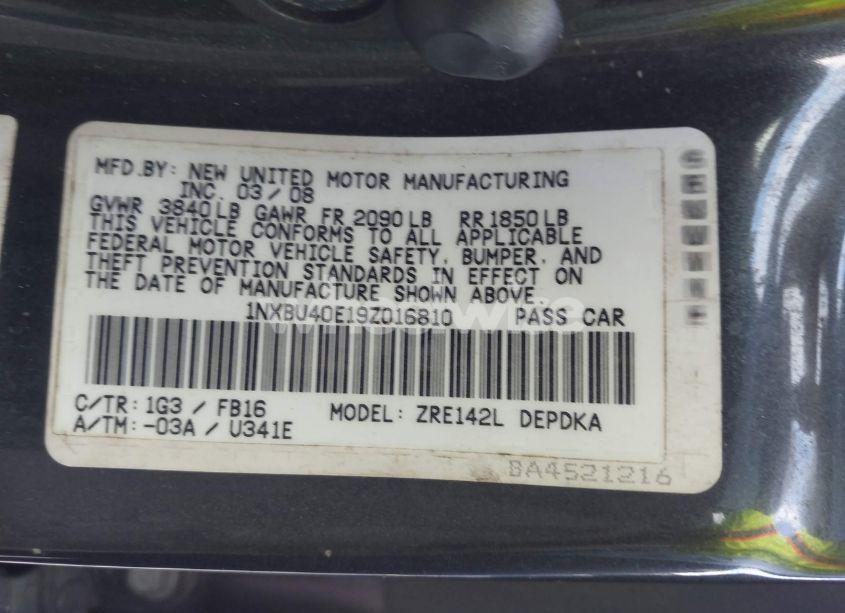 MFD.BY: NEW UNITED MOTOR MANUFACTURING
INC. 03/08
GVWR 3840LB GAWR FR 2090LB RR 1850LB
THIS VEHICLE CONFORMS TO ALL APPLICABLE
FEDERAL MOTOR VEHICLE SAFETY, BUMPER, AND
THEFT PREVENTION STANDARDS IN EFFECT ON
THE DATE OF MANUFACTURE SHOWN ABOVE.
1NXBU40E19Z016810 PASS CAR
C/TR: 1G3 / FB16 MODEL: ZRE142L DEPDKA
A/TM: -03A / U341E
BA4521216